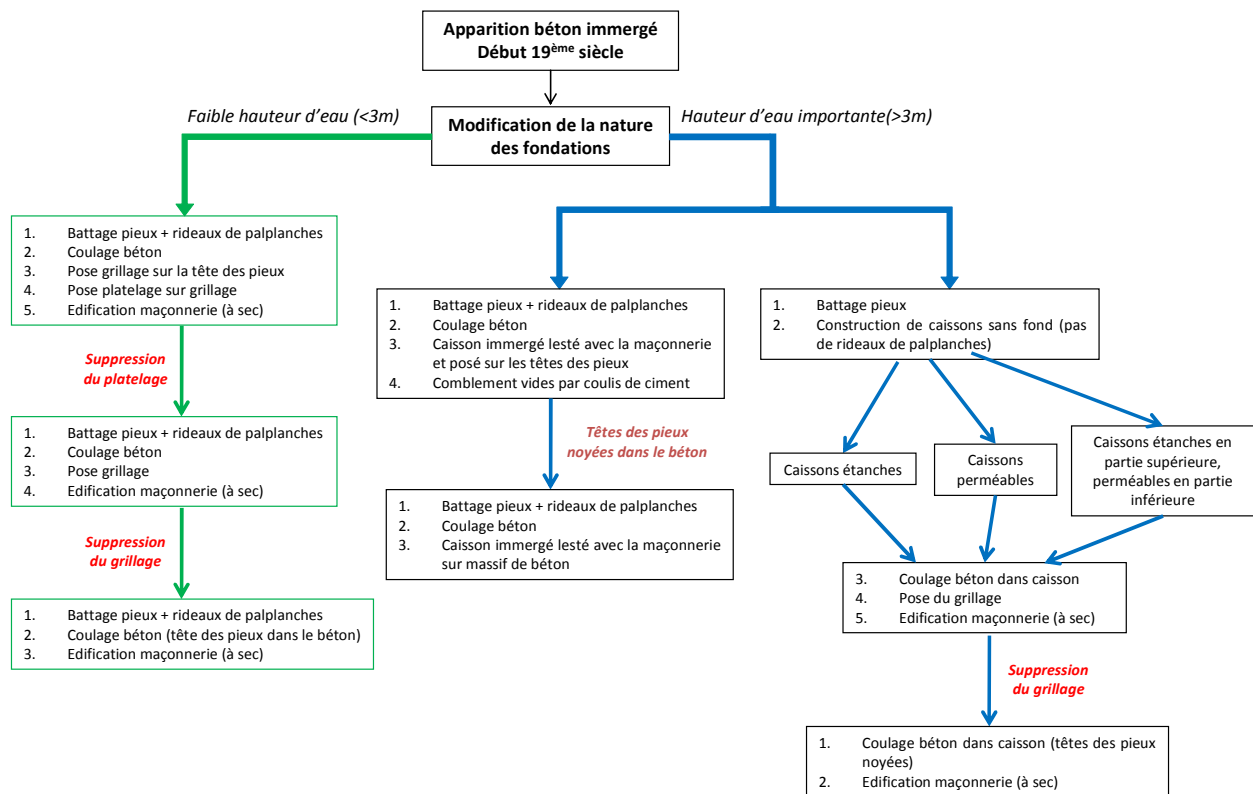 Apparition béton immergé
Début 19ème siècle
Faible hauteur d'eau (<3m)
Modification de la nature
des fondations
Hauteur d'eau importante(>3m)
1. Battage pieux + rideaux de palplanches
2. Coulage béton
3. Pose grillage sur la tête des pieux
4. Pose platelage sur grillage
5. Edification maçonnerie (à sec)
Suppression
du platelage
1. Battage pieux + rideaux de palplanches
2. Coulage béton
3. Pose grillage
4. Edification maçonnerie (à sec)
Suppression
du grillage
1. Battage pieux + rideaux de palplanches
2. Coulage béton (tête des pieux dans le béton)
3. Edification maçonnerie (à sec)
1. Battage pieux + rideaux de palplanches
2. Coulage béton
3. Caisson immergé lesté avec la maçonnerie
et posé sur les têtes des pieux
4. Comblement vides par coulis de ciment
Têtes des pieux
noyées dans le béton
1. Battage pieux + rideaux de palplanches
2. Coulage béton
3. Caisson immergé lesté avec la maçonnerie
sur massif de béton
1. Battage pieux
2. Construction de caissons sans fond (pas
de rideaux de palplanches)
Caissons étanches
Caissons
perméables
Caissons étanches en
partie supérieure,
perméables en partie
inférieure
3. Coulage béton dans caisson
4. Pose du grillage
5. Edification maçonnerie (à sec)
Suppression
du grillage
1. Coulage béton dans caisson (têtes des pieux
noyées)
2. Edification maçonnerie (à sec)